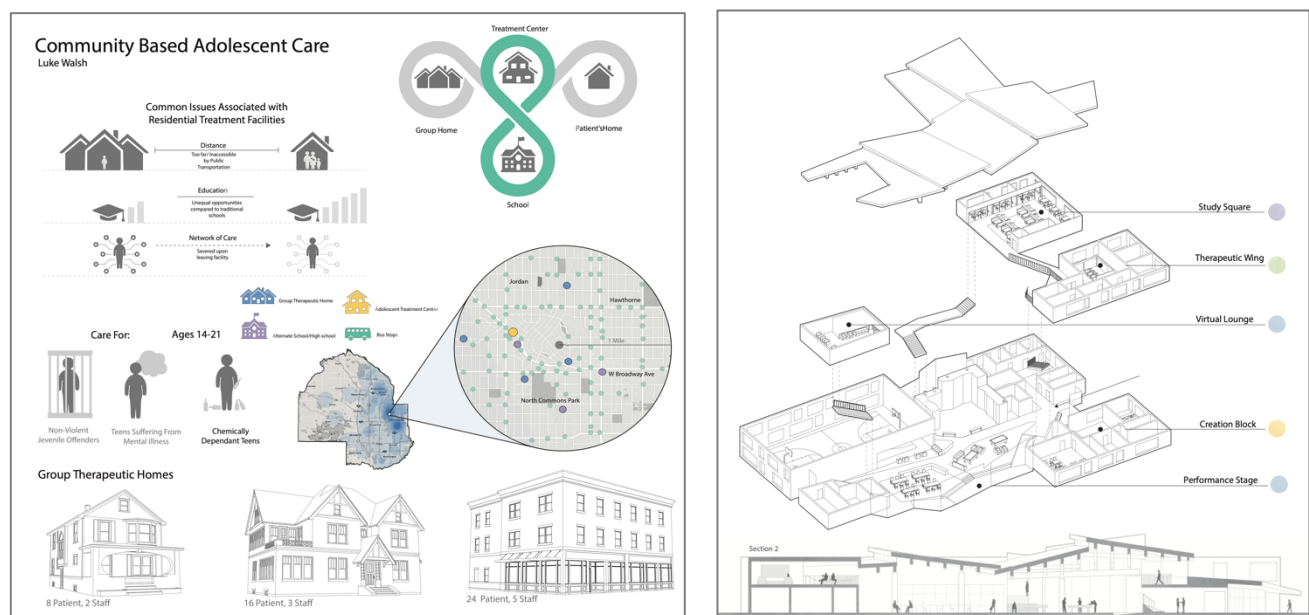 Community Based Adolescent Care
Luke Walsh
Treatment Center
Group Home
Patient'sHome
School
Common Issues Associated with
Residential Treatment Facilities
Distance
Too far/ Inaccessible
by Public
Transportation
Education
Unequal opportunities
compared to traditional
schools
Network of Care
Severed upon
leaving facility
Group Therapeutic Home
Adolescent Treatment Center
Alternate School/High school
Bus Stops
Care For:
Ages 14-21
Non-Violent
Jevenile Offenders
Teens Suffering From
Mental Illness
Chemically
Dependant Teens
Jordan
Hawthorne
1 Mile
W Broadway Ave
North Commons Park
Group Therapeutic Homes
8 Patient, 2 Staff
16 Patient, 3 Staff
24 Patient, 5 Staff
Study Square
Therapeutic Wing
Virtual Lounge
Creation Block
Performance Stage
Section 2